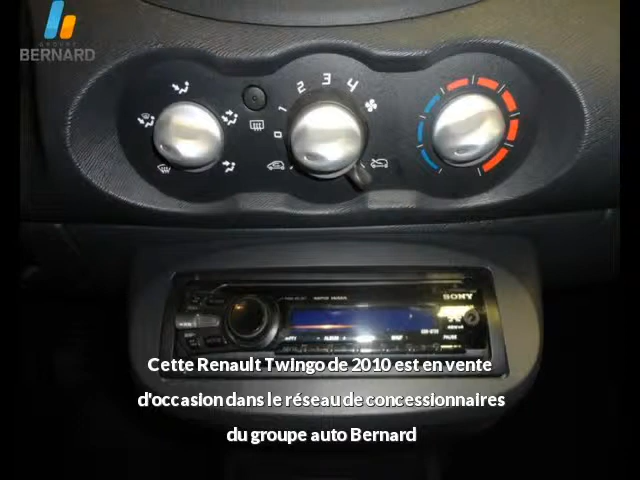 GROUPE
BERNARD
1 2 3 4
0
SONY
Cette Renault Twingo de 2010 est en vente
d'occasion dans le réseau de concessionnaires
du groupe auto Bernard